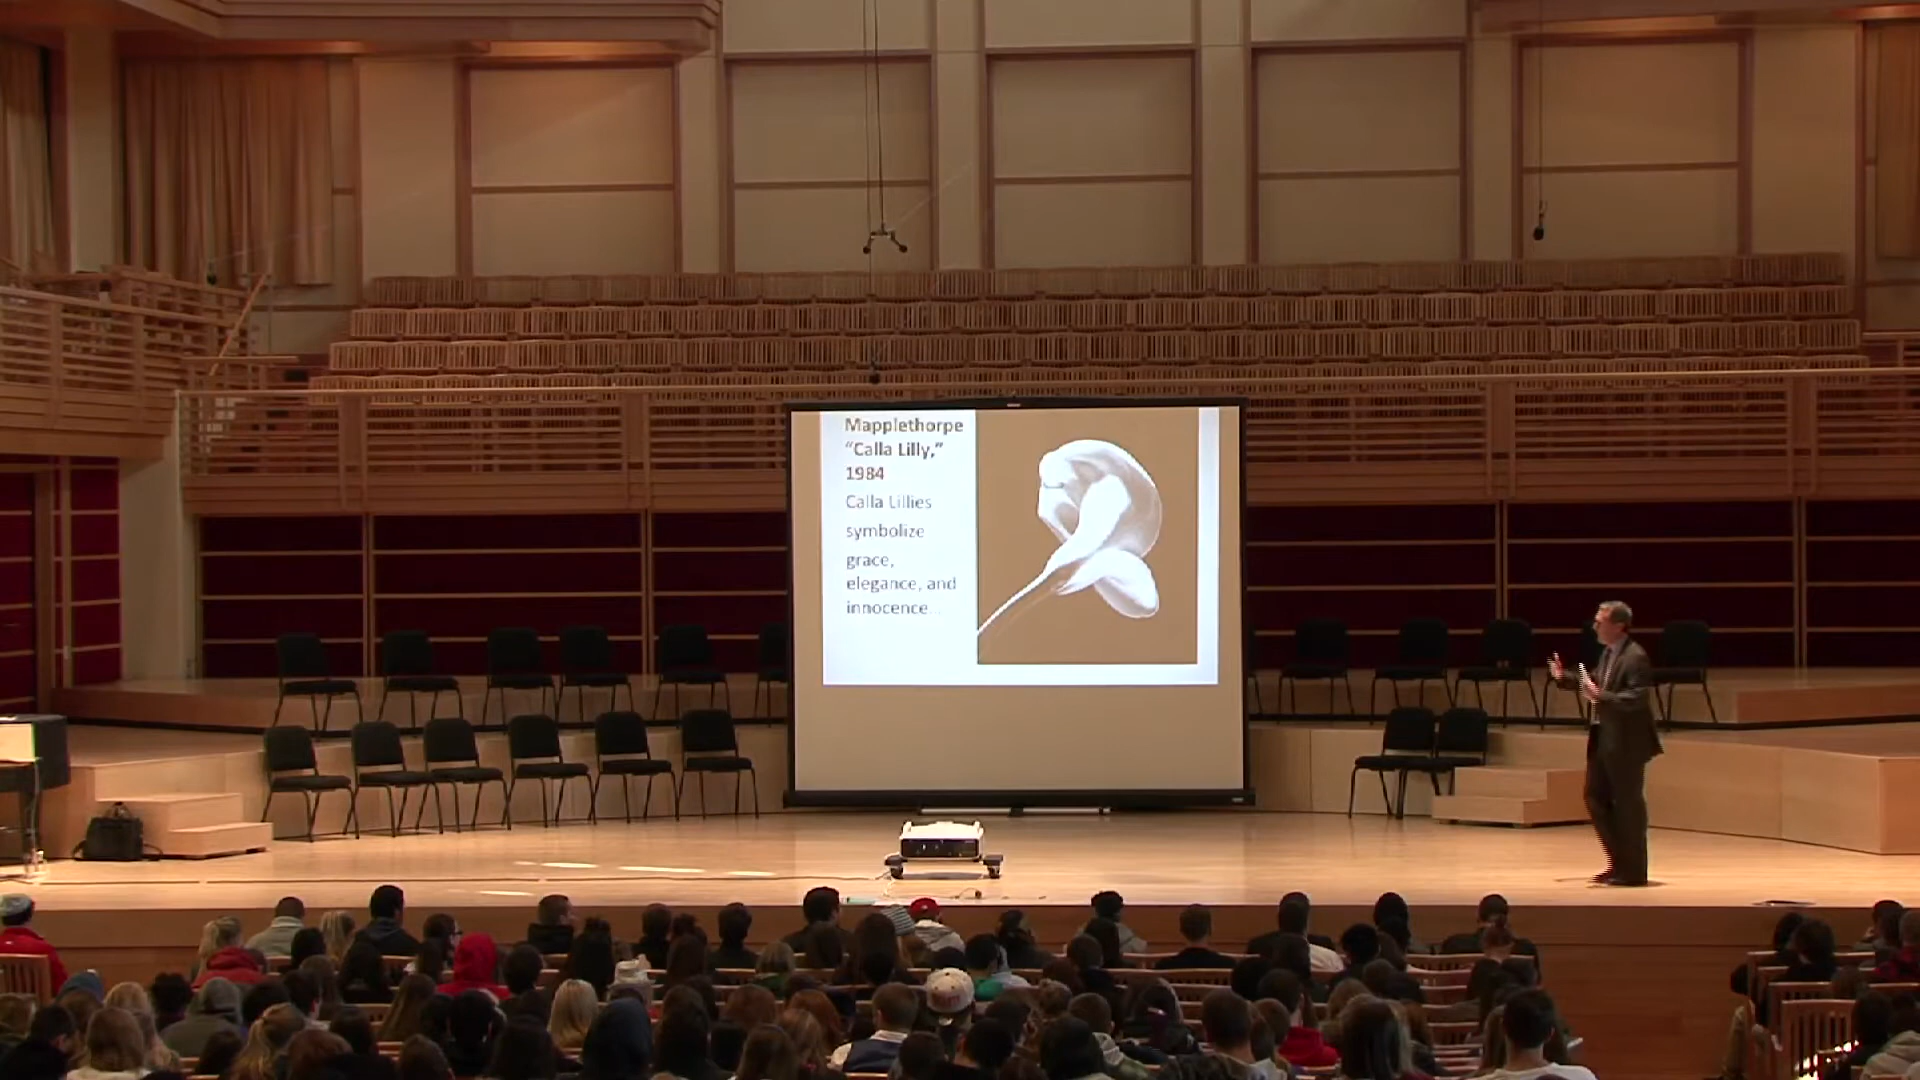 Mapplethorpe
“Calla Lilly,”
1984
Calla Lillies
symbolize
grace,
elegance, and
innocence...